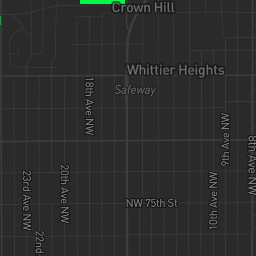 Crown Hill
Whittier Heights
Safeway
18th Ave NW
9th Ave NW
8th Ave NW
23rd Ave NW
20th Ave NW
10th Ave NW
NW 75th St
22nd